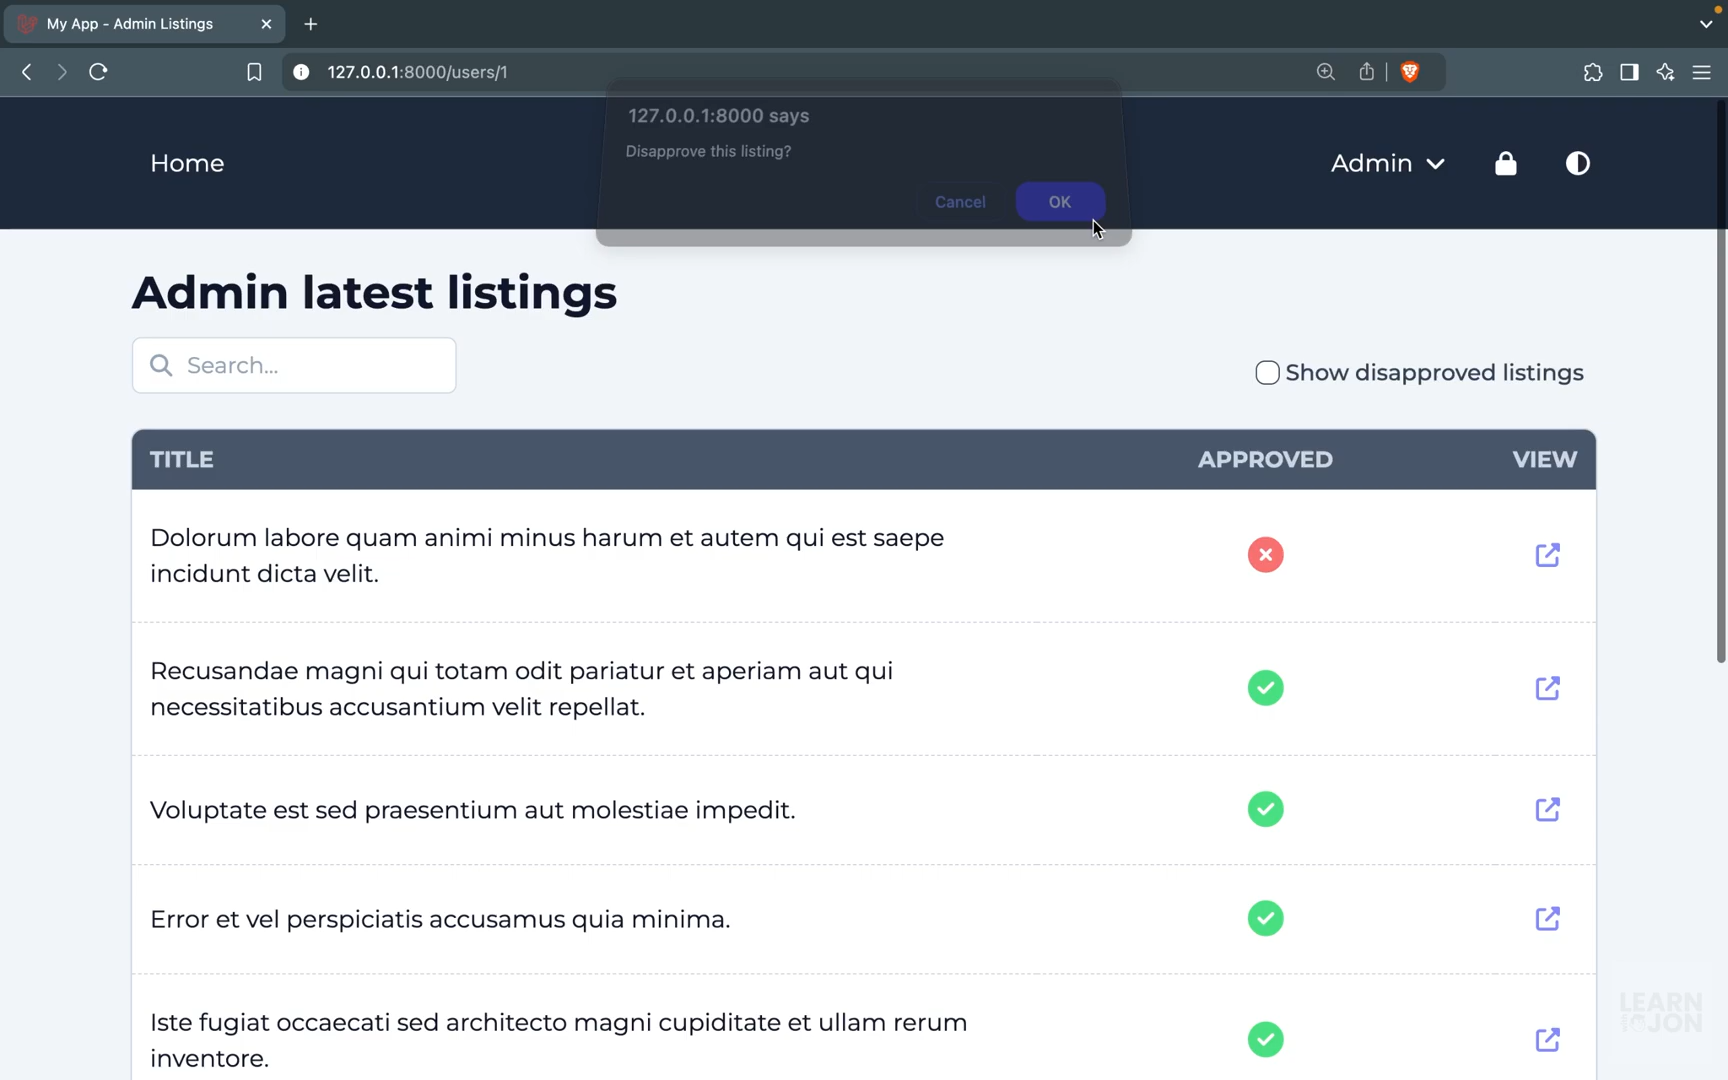 My App - Admin Listings
127.0.0.1:8000/users/1
127.0.0.1:8000 says
Disapprove this listing?
Cancel
OK
Home
Admin
Admin latest listings
Search...
Show disapproved listings
TITLE
APPROVED
VIEW
Dolorum labore quam animi minus harum et autem qui est saepe
incidunt dicta velit.
Recusandae magni qui totam odit pariatur et aperiam aut qui
necessitatibus accusantium velit repellat.
Voluptate est sed praesentium aut molestiae impedit.
Error et vel perspiciatis accusamus quia minima.
Iste fugiat occaecati sed architecto magni cupiditate et ullam rerum
inventore.
LEARN
JON